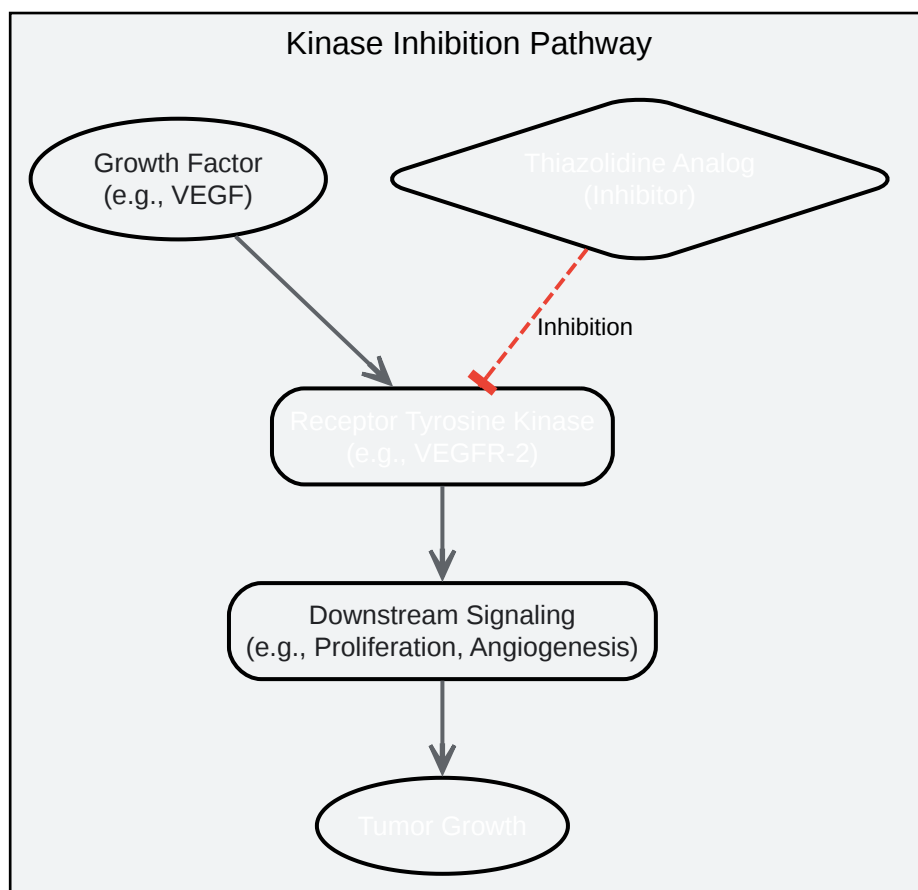 Kinase Inhibition Pathway
Growth Factor
(e.g., VEGF)
Thiazolidine Analog
(Inhibitor)
Inhibition
Receptor Tyrosine Kinase
(e.g., VEGFR-2)
Downstream Signaling
(e.g., Proliferation, Angiogenesis)
Tumor Growth